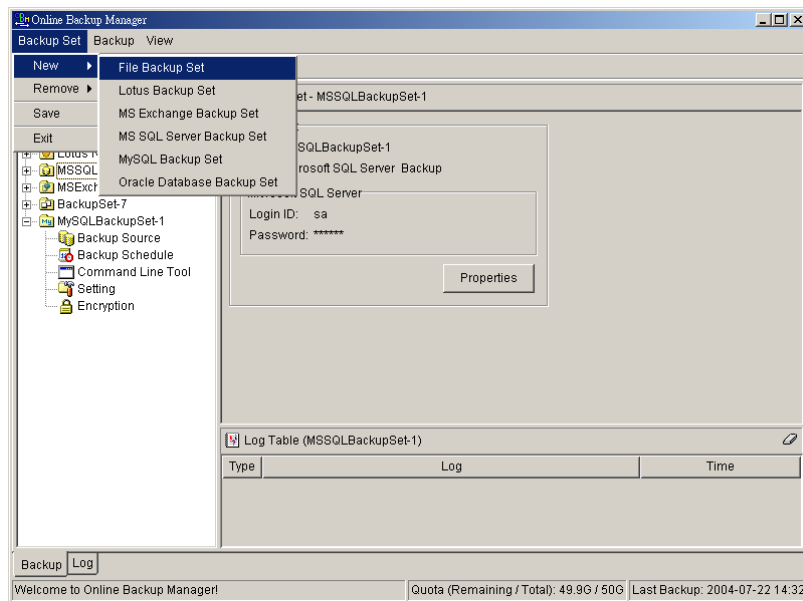 Online Backup Manager
Backup Set Backup View
New
File Backup Set
Remove
Lotus Backup Set
Save
MS Exchange Backup Set
Exit
MS SQL Server Backup Set
MySQL Backup Set
Oracle Database Backup Set
et - MSSQLBackupSet-1
SQLBackupSet-1
rosoft SQL Server Backup
Microsoft SQL Server
Login ID: sa
Password: ******
Properties
Lotus N
MSSQL
MSExch
BackupSet-7
MySQLBackupSet-1
Backup Source
Backup Schedule
Command Line Tool
Setting
Encryption
Log Table (MSSQLBackupSet-1)
Type Log Time
Backup Log
Welcome to Online Backup Manager! Quota (Remaining / Total): 49.9G / 50G Last Backup: 2004-07-22 14:32